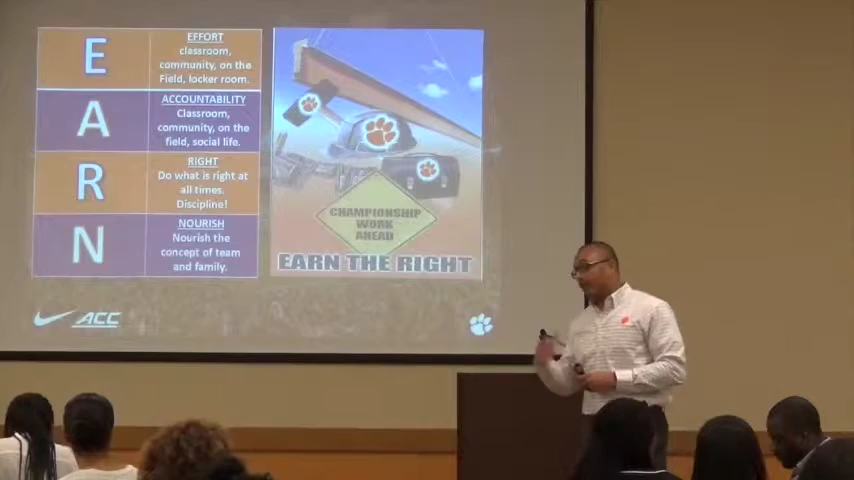 E
EFFORT
classroom,
community, on the
Field, locker room.
A
ACCOUNTABILITY
Classroom,
community, on the
field, social life.
R
RIGHT
Do what is right at
all times.
Discipline!
N
NOURISH
Nourish the
concept of team
and family.
CHAMPIONSHIP
WORK
AHEAD
EARN THE RIGHT
ACC